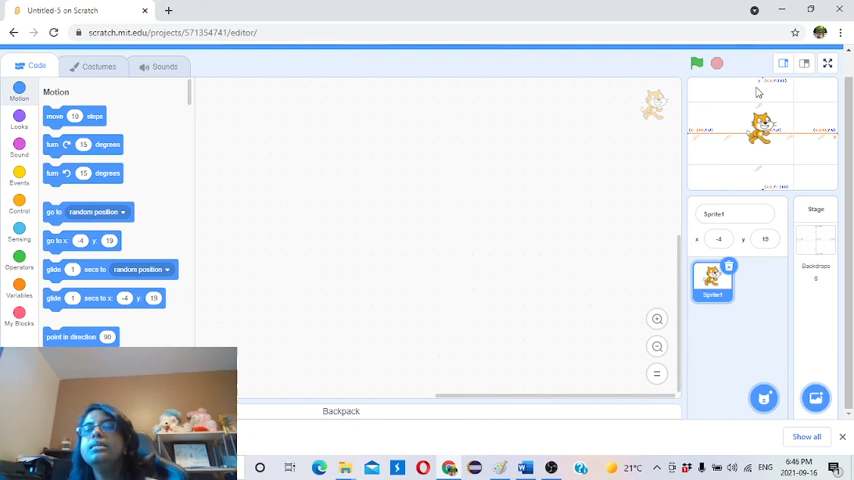 Untitled-5 on Scratch
scratch.mit.edu/projects/571354741/editor/
Code
Costumes
Sounds
Motion
Motion
move 10 steps
Looks
turn 15 degrees
Sound
turn 15 degrees
Events
go to random position
Control
go to x: -4 y: 19
Sensing
glide 1 secs to random position
Operators
glide 1 secs to x: -4 y: 19
Variables
My Blocks
point in direction 90
Sprite1
x -4 y 19
Sprite1
Stage
Backdrops
6
Backpack
Show all
21°C
ENG
6:46 PM
2021-09-16